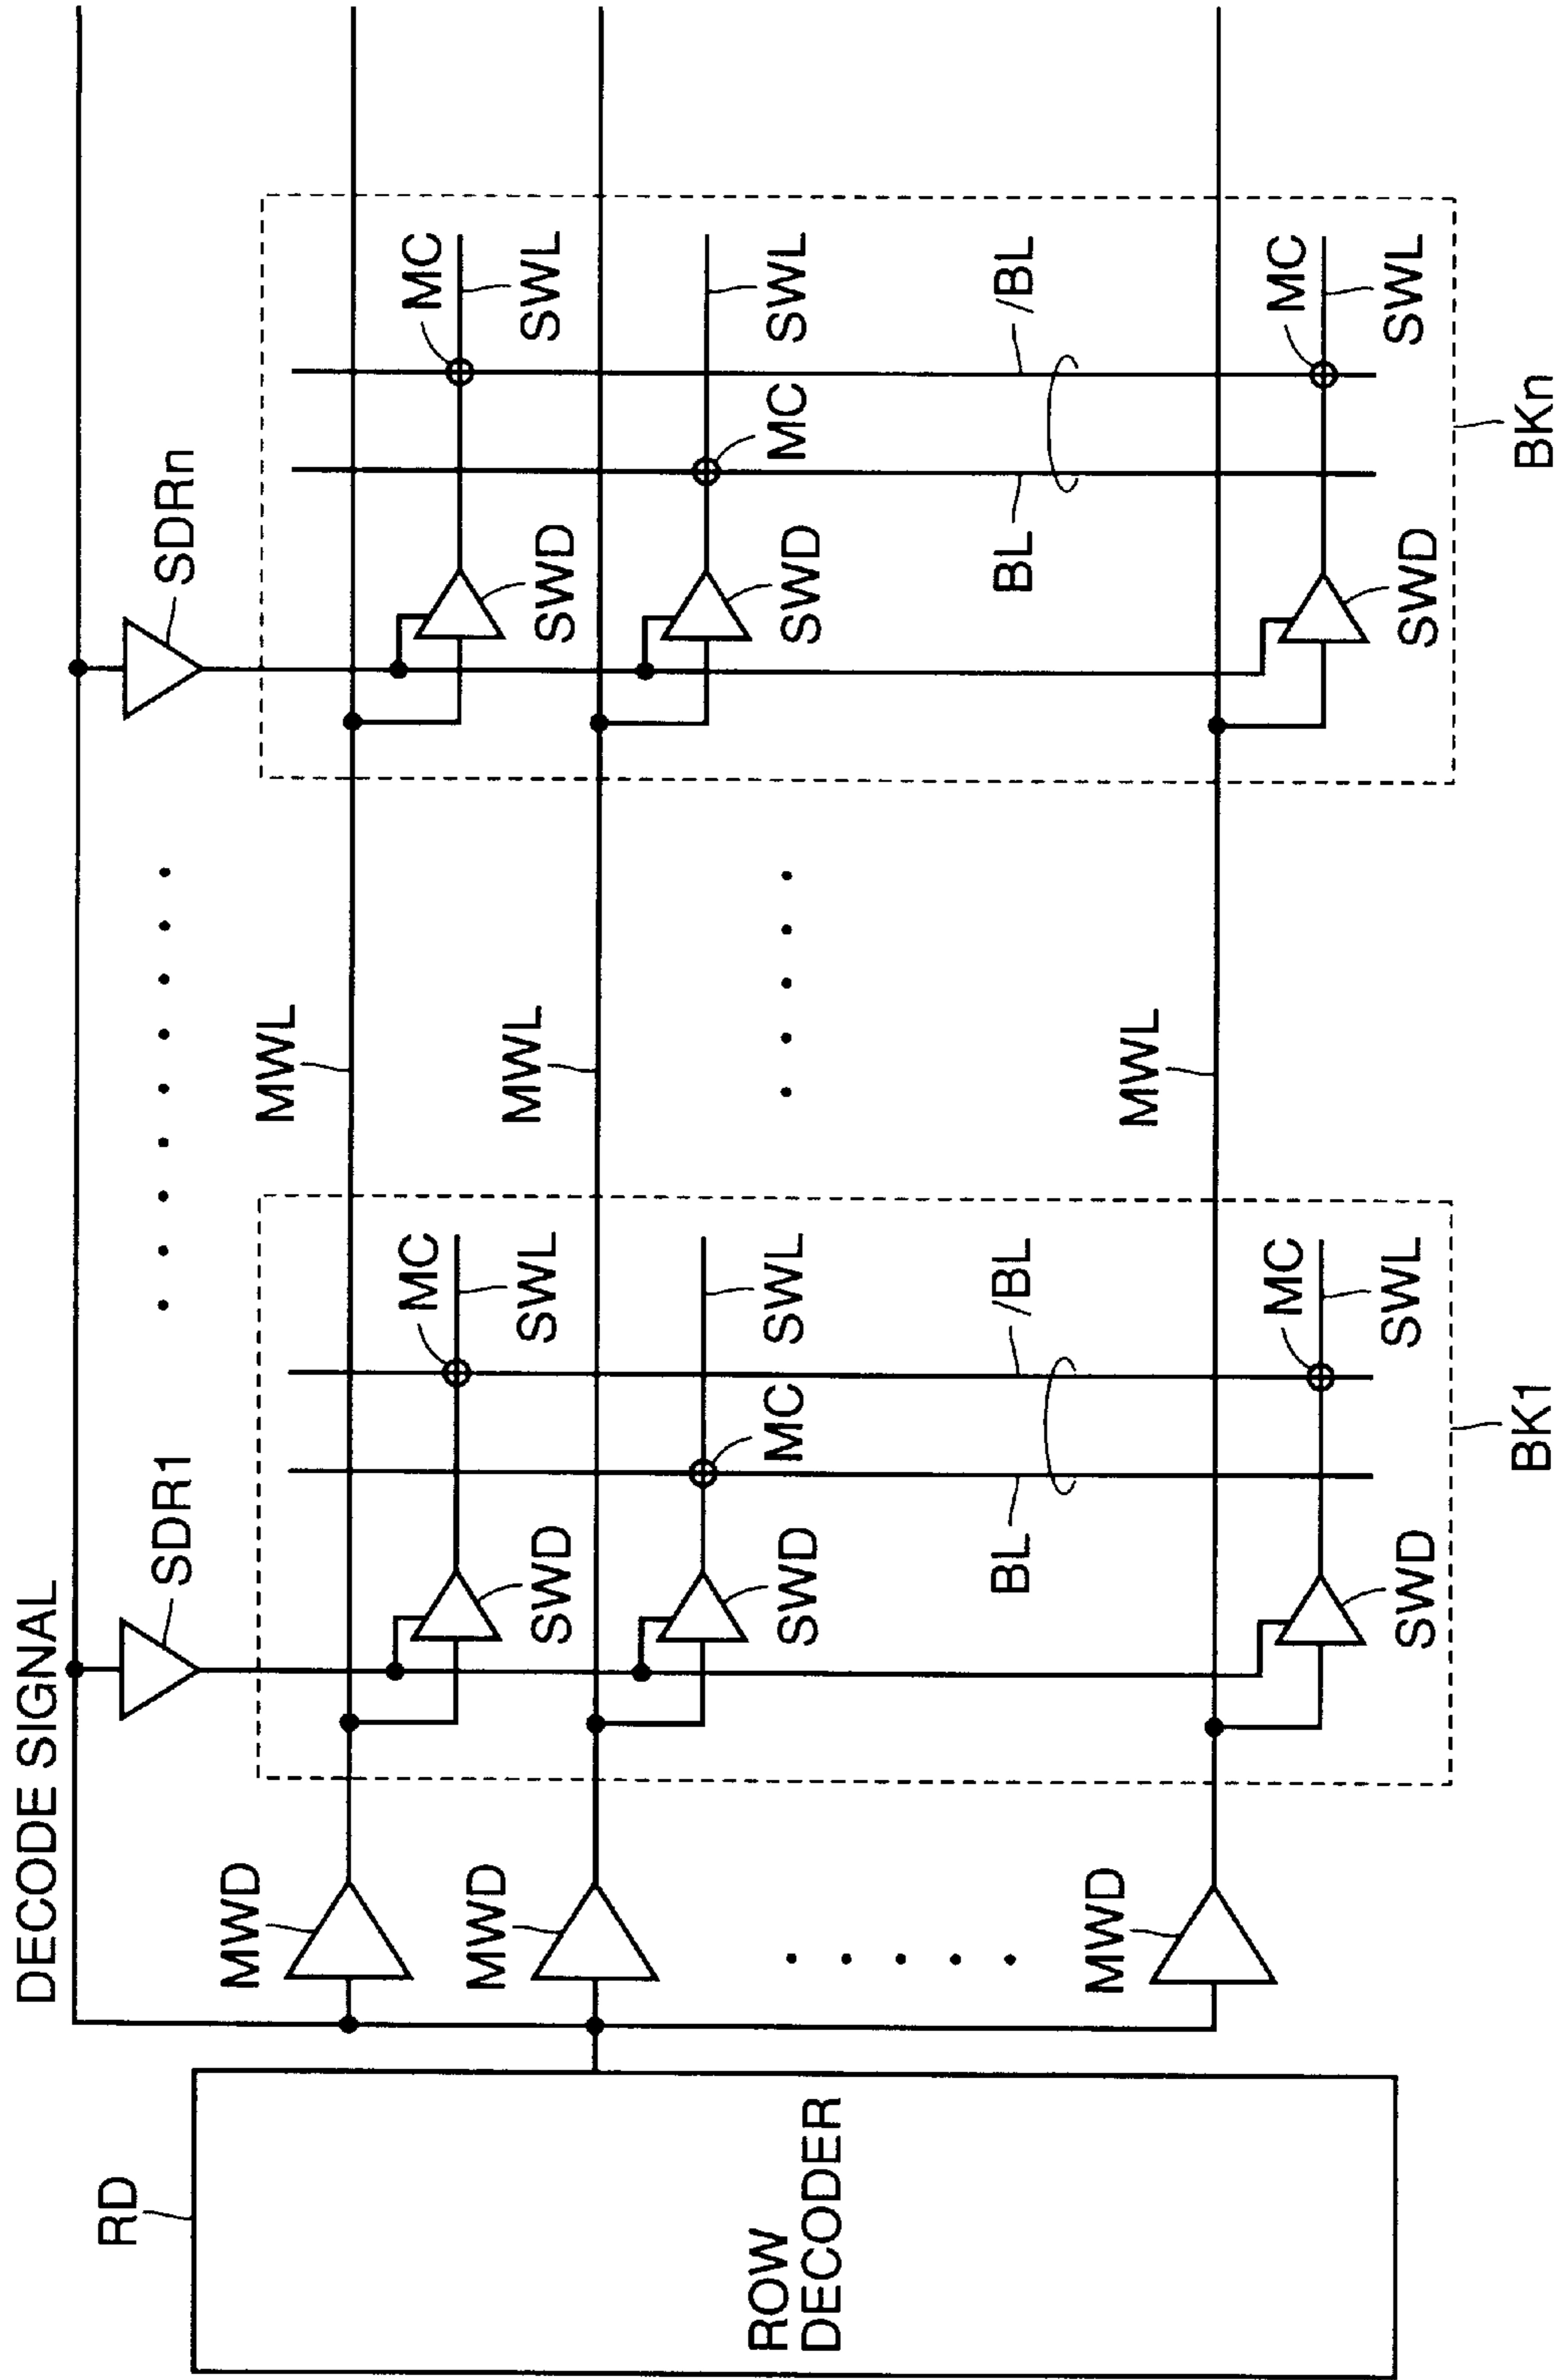 DECODE SIGNAL
RD
ROW
DECODER
MWD
MWD
MWD
SDR1
SDRn
MWL
MWL
MWL
SWD
MC
SWL
SWD
MC
SWL
BL
/BL
SWD
MC
SWL
BK1
SWD
MC
SWL
SWD
MC
SWL
BL
/BL
SWD
MC
SWL
BKn